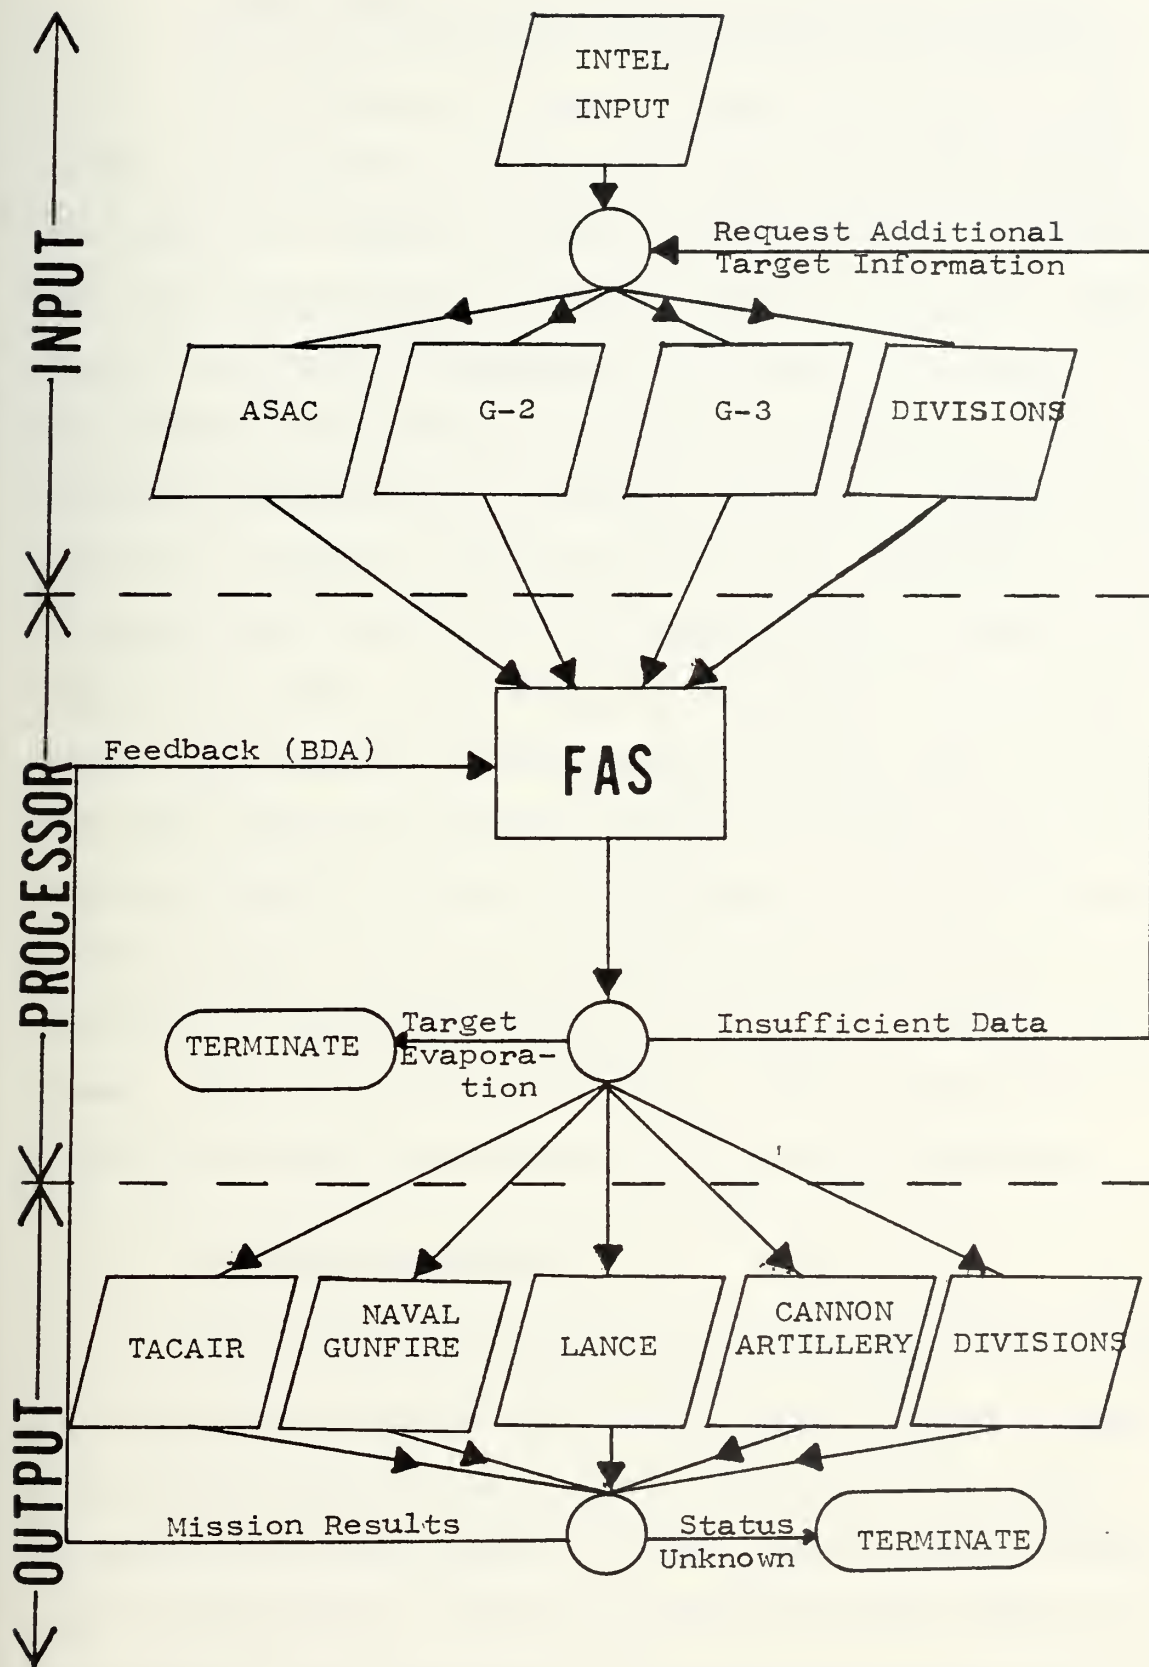 INTEL
INPUT
Request Additional
Target Information
INPUT
ASAC
G-2
G-3
DIVISIONS
Feedback (BDA)
FAS
PROCESSOR
TERMINATE
Target
Evapora-
tion
Insufficient Data
TACAIR
NAVAL
GUNFIRE
LANCE
CANNON
ARTILLERY
DIVISIONS
OUTPUT
Mission Results
Status
Unknown
TERMINATE